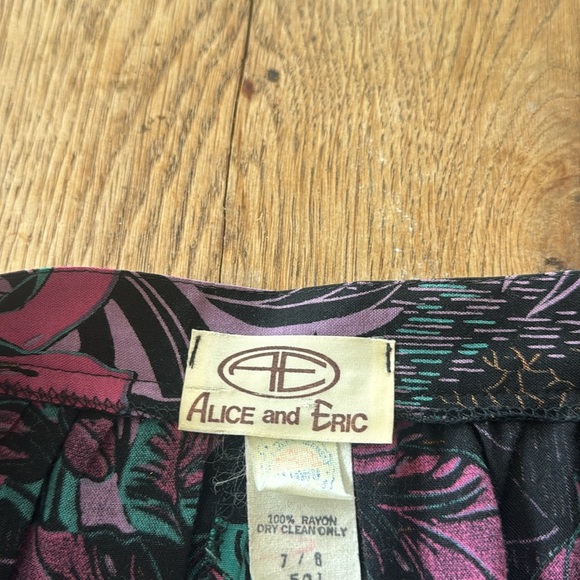 AE
ALICE and ERIC
100% RAYON
DRY CLEAN ONLY
7 / 8